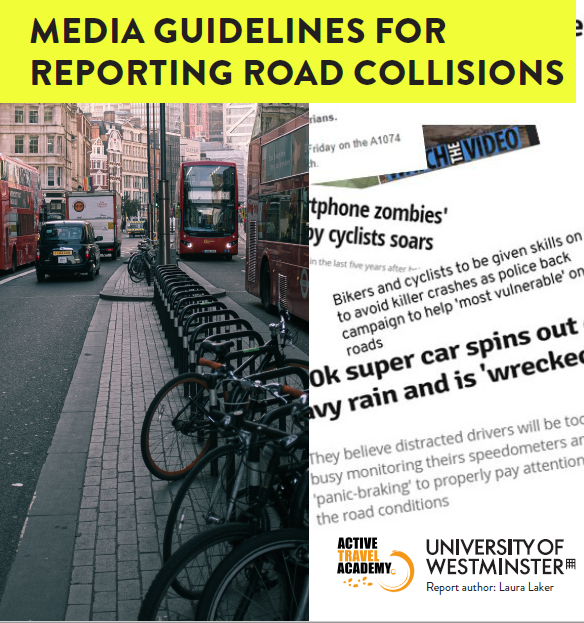 MEDIA GUIDELINES FOR
REPORTING ROAD COLLISIONS
rians.
Friday on the A1074
h.
CH THE VIDEO
rtphone zombies'
by cyclists soars
in the last five years after
Bikers and cyclists to be given skills on
to avoid killer crashes as police back
campaign to help 'most vulnerable' on
roads
0k super car spins out
avy rain and is 'wrecked
They believe distracted drivers will be too
busy monitoring theirs speedometers an
'panic-braking' to properly pay attention
the road conditions
ACTIVE
TRAVEL
ACADEMY
UNIVERSITY OF
WESTMINSTER
Report author: Laura Laker